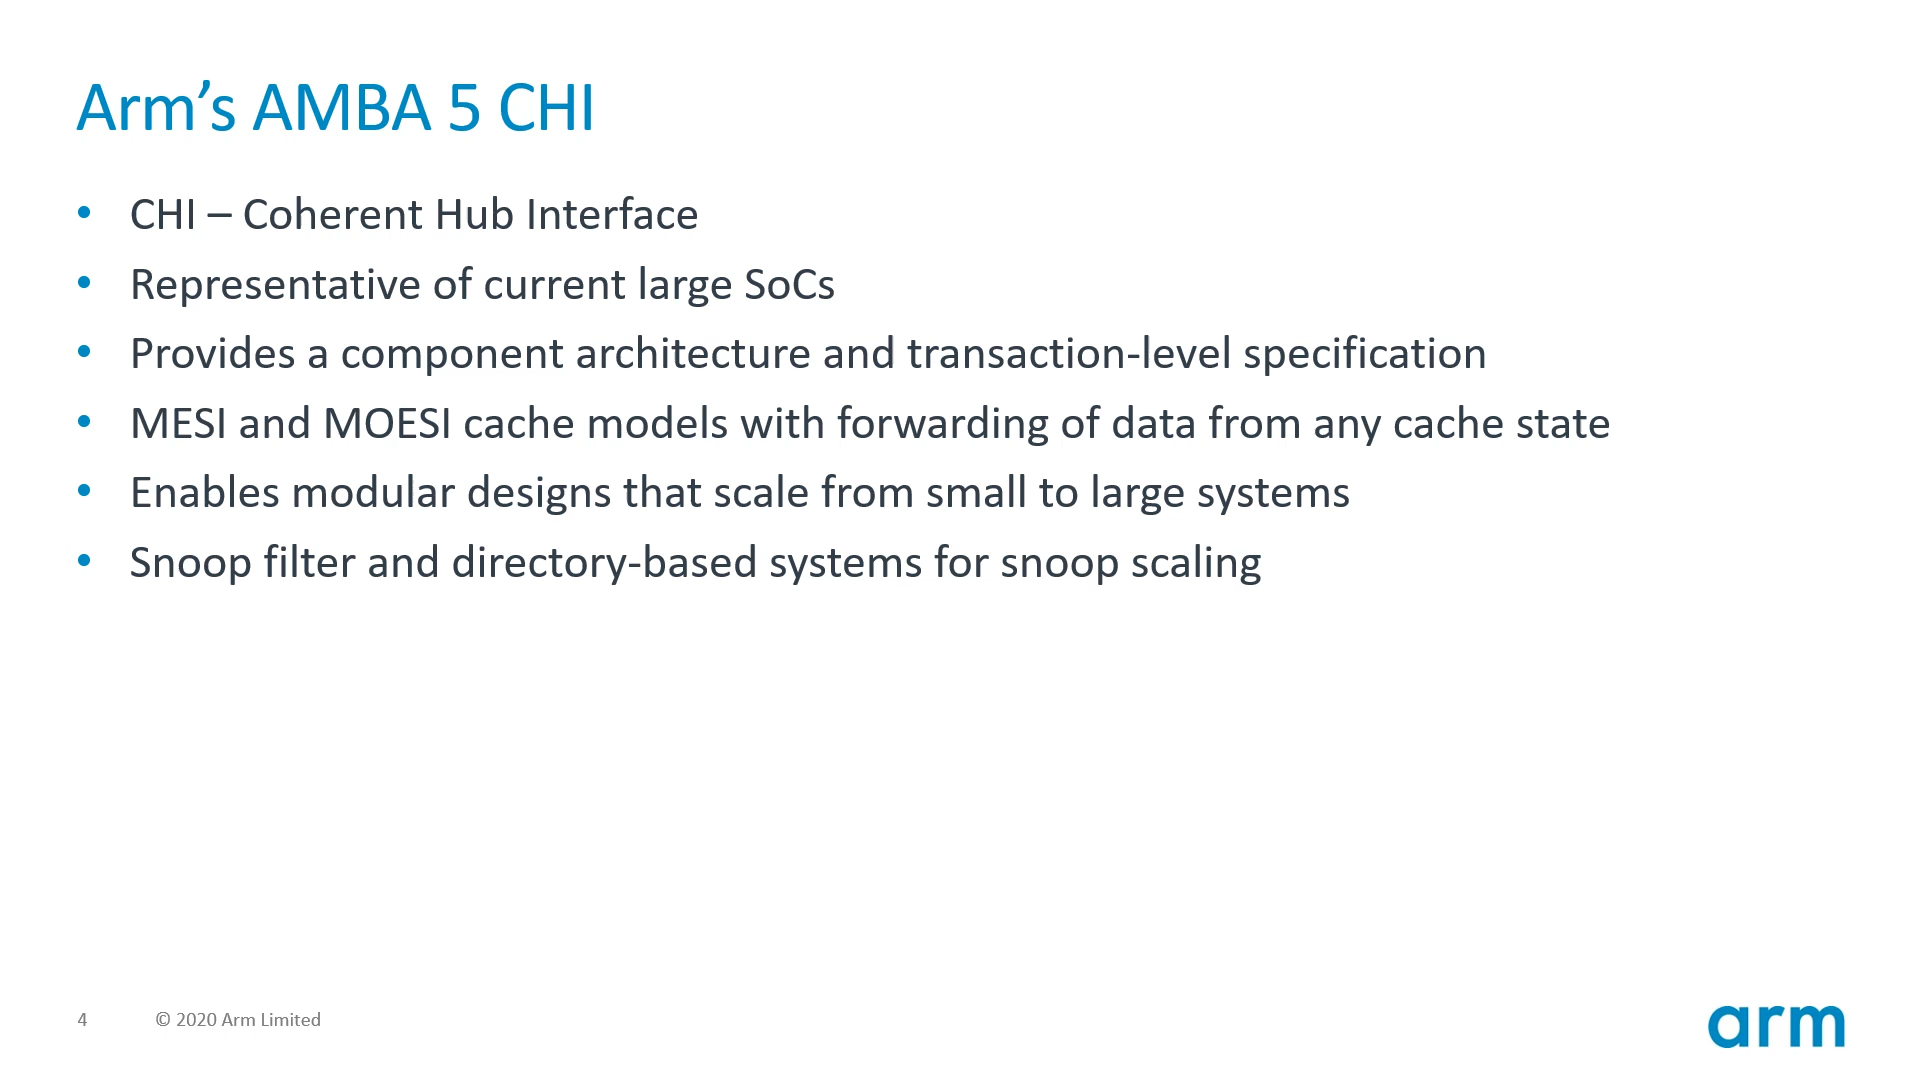 Arm’s AMBA 5 CHI
• CHI – Coherent Hub Interface
• Representative of current large SoCs
• Provides a component architecture and transaction-level specification
• MESI and MOESI cache models with forwarding of data from any cache state
• Enables modular designs that scale from small to large systems
• Snoop filter and directory-based systems for snoop scaling
4 © 2020 Arm Limited
arm